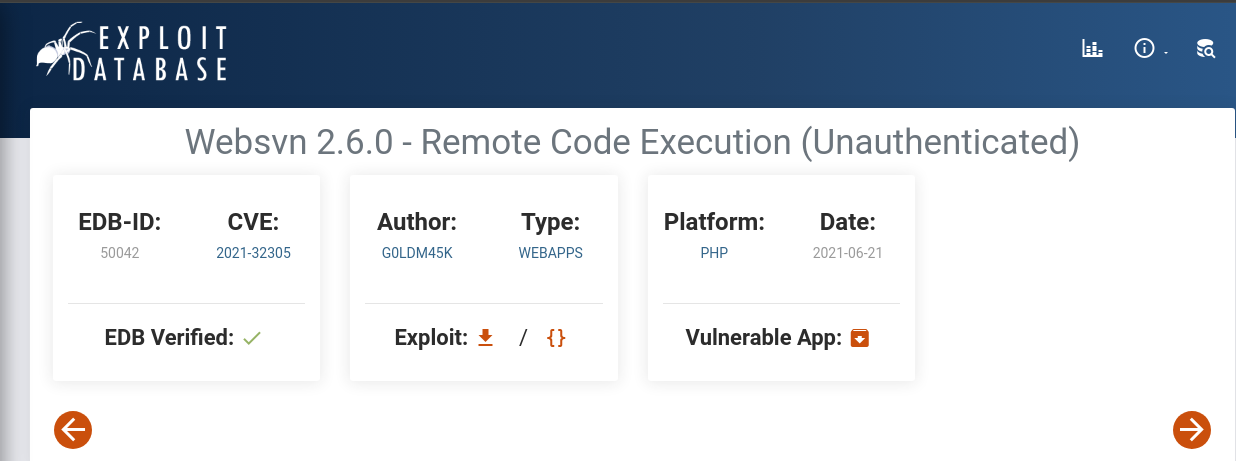 EXPLOIT
DATABASE
Websvn 2.6.0 - Remote Code Execution (Unauthenticated)
EDB-ID:
50042
CVE:
2021-32305
Author:
G0LDM45K
Type:
WEBAPPS
Platform:
PHP
Date:
2021-06-21
EDB Verified:
Exploit: / {}
Vulnerable App: